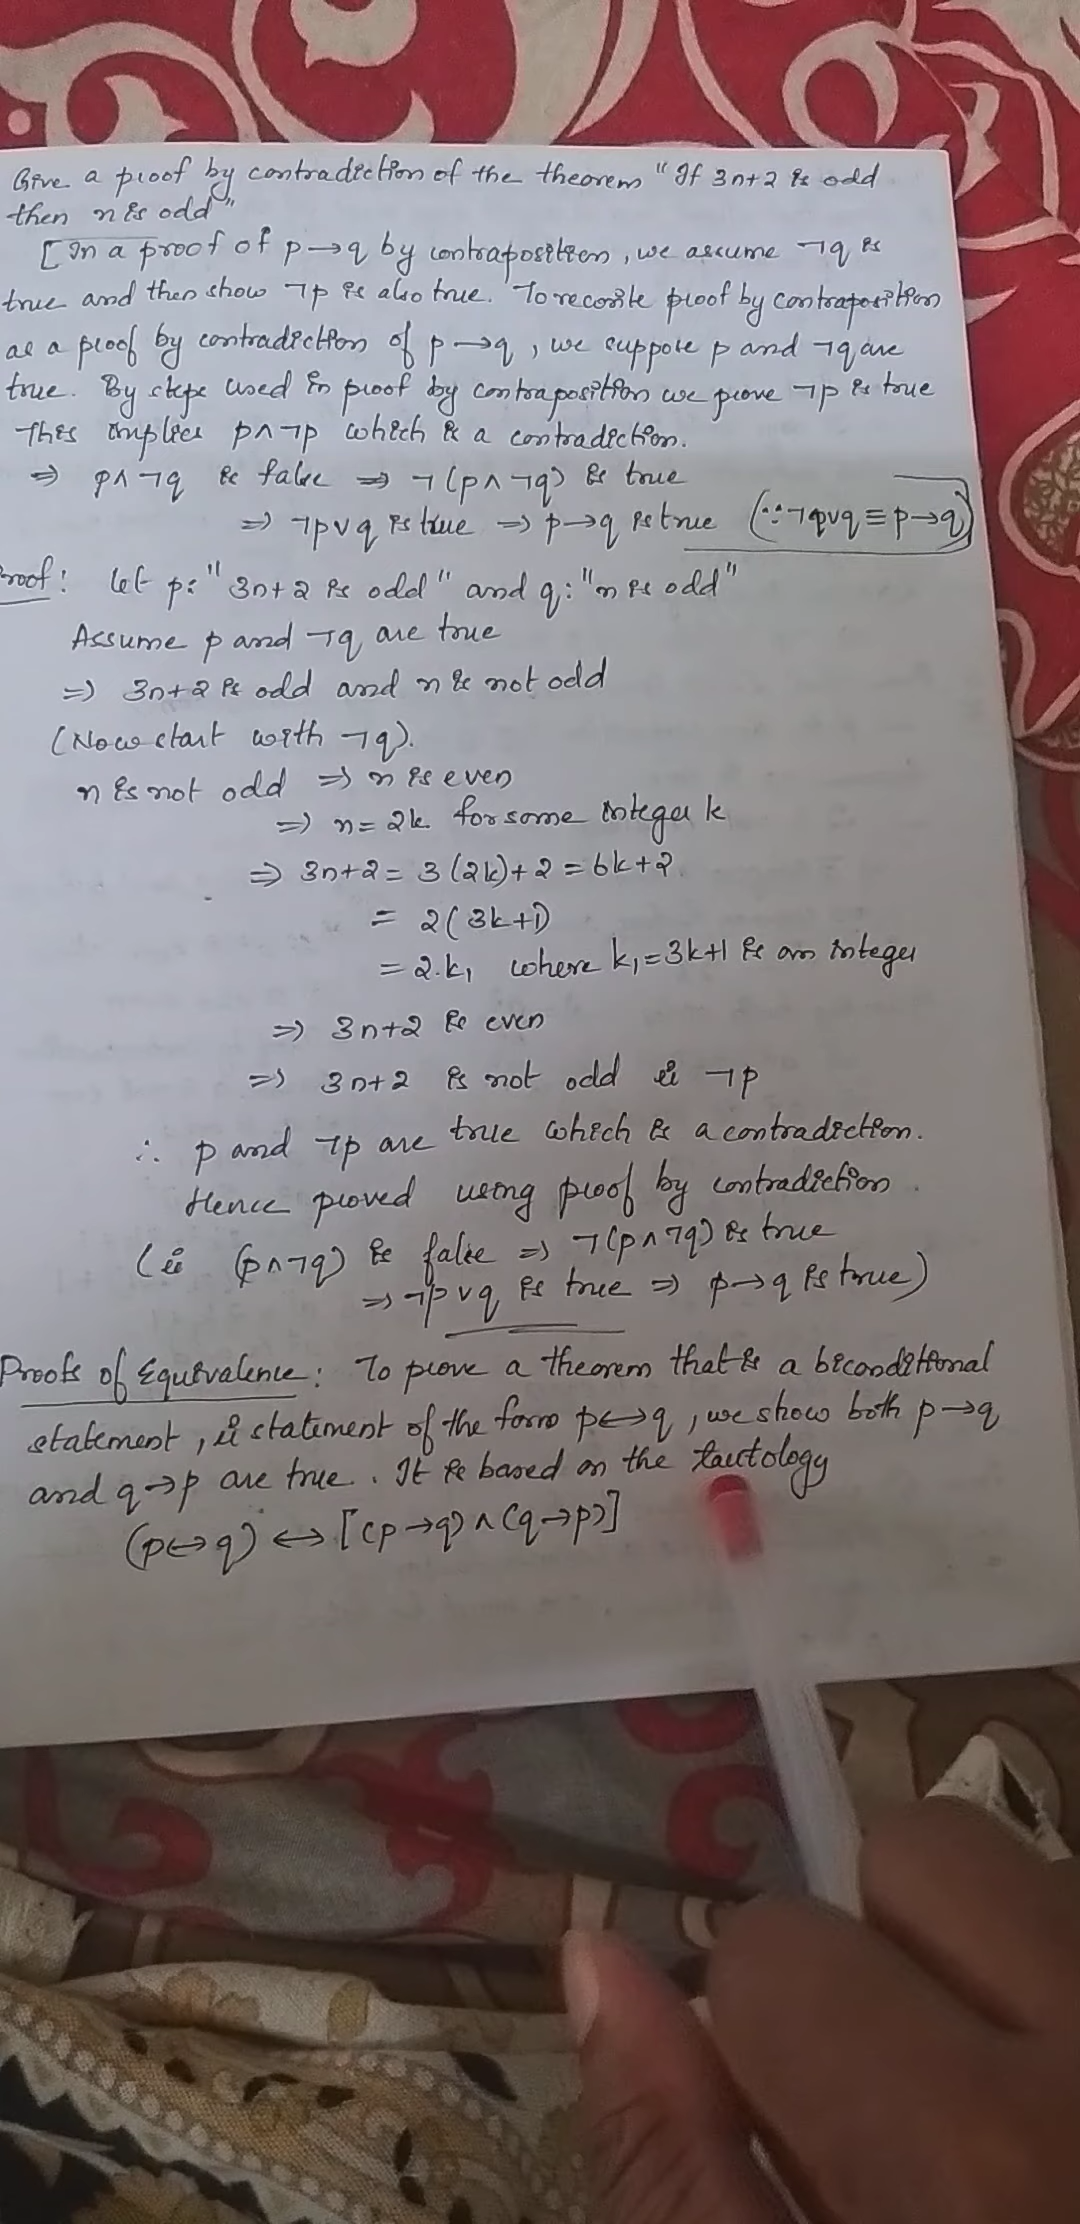 Give a proof by contradiction of the theorem "If 3n+2 is odd
then n is odd"
[In a proof of p→q by contraposition, we assume ¬q is
true and then show ¬p is also true. To rewrite proof by contraposition
as a proof by contradiction of p→q, we suppose p and ¬q are
true. By steps used in proof by contraposition we prove ¬p is true
This implies p∧¬p which is a contradiction.
⇒ p∧¬q is false ⇒ ¬(p∧¬q) is true
⇒ ¬p∨q is true ⇒ p→q is true (∵¬p∨q≡p→q)]
Proof: Let p:"3n+2 is odd" and q:"n is odd"
Assume p and ¬q are true
⇒ 3n+2 is odd and n is not odd
(Now start with ¬q).
n is not odd ⇒ n is even
⇒ n=2k for some integer k
⇒ 3n+2=3(2k)+2=6k+2
= 2(3k+1)
=2.k₁ where k₁=3k+1 is an integer
⇒ 3n+2 is even
⇒ 3n+2 is not odd ie ¬p
∴ p and ¬p are true which is a contradiction.
Hence proved using proof by contradiction.
(ie (p∧¬q) is false ⇒ ¬(p∧¬q) is true
⇒ ¬p∨q is true ⇒ p→q is true)
Proofs of Equivalence: To prove a theorem that is a biconditional
statement, ie statement of the form p↔q, we show both p→q
and q→p are true. It is based on the tautology
(p↔q)↔[(p→q)∧(q→p)]